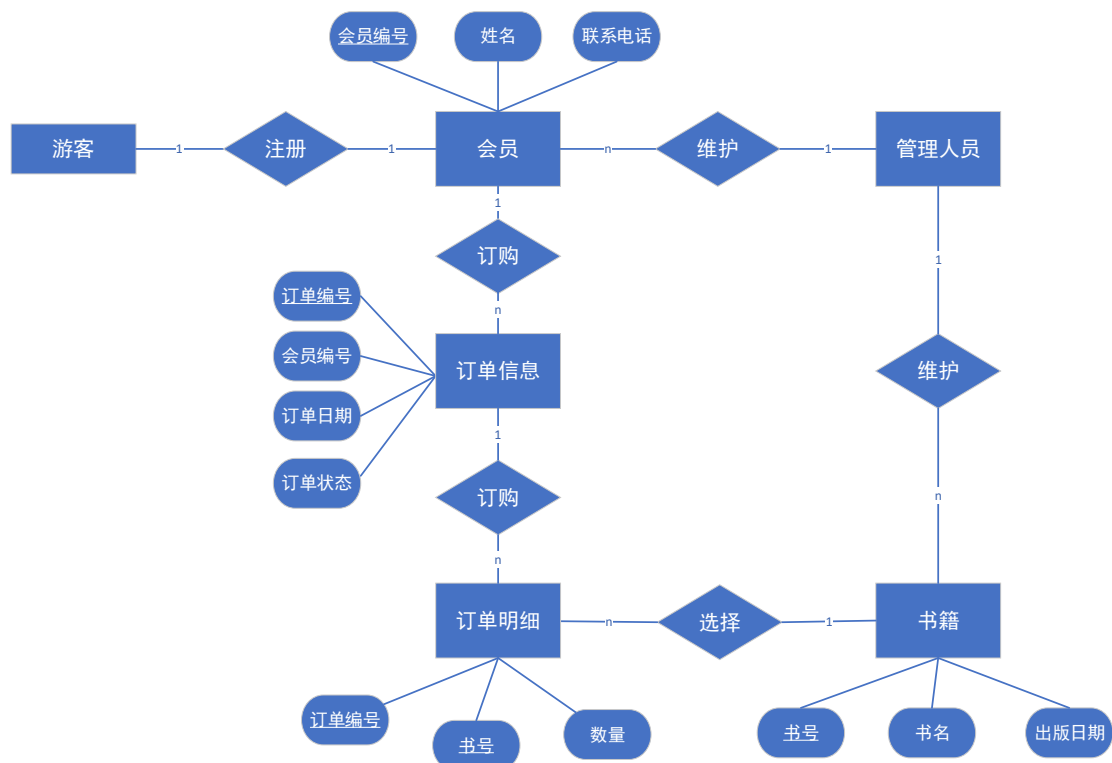 会员编号
姓名
联系电话
游客
1
注册
1
会员
n
维护
1
管理人员
1
订购
n
1
订单编号
会员编号
订单日期
订单状态
订单信息
维护
1
订购
n
n
订单明细
n
选择
1
书籍
订单编号
书号
数量
书号
书名
出版日期